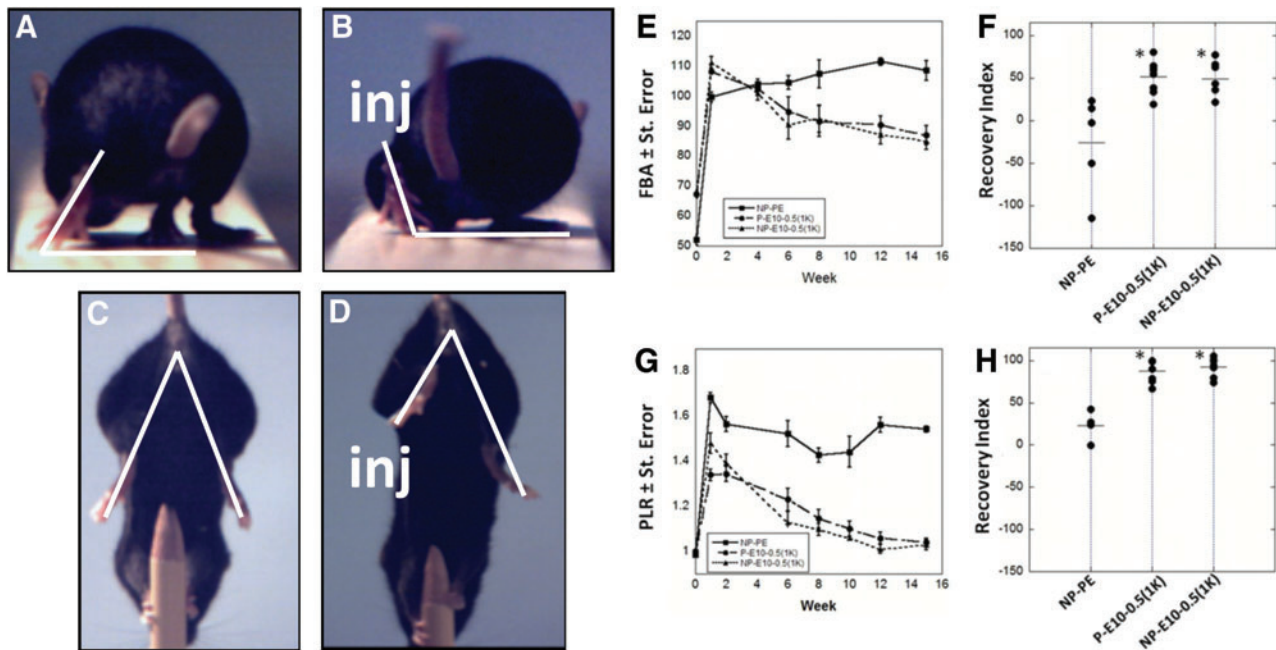 A
B
inj
C
D
inj
E
FBA ± St. Error
120
110
100
90
80
70
60
50
NP-PE
P-E10-0.5(1K)
NP-E10-0.5(1K)
0 2 4 6 8 10 12 14 16
Week
F
Recovery Index
100
50
0
-50
-100
-150
*
*
NP-PE
P-E10-0.5(1K)
NP-E10-0.5(1K)
G
PLR ± St. Error
1.8
1.6
1.4
1.2
1
NP-PE
P-E10-0.5(1K)
NP-E10-0.5(1K)
0 2 4 6 8 10 12 14 16
Week
H
Recovery Index
100
50
0
-50
-100
-150
*
*
NP-PE
P-E10-0.5(1K)
NP-E10-0.5(1K)